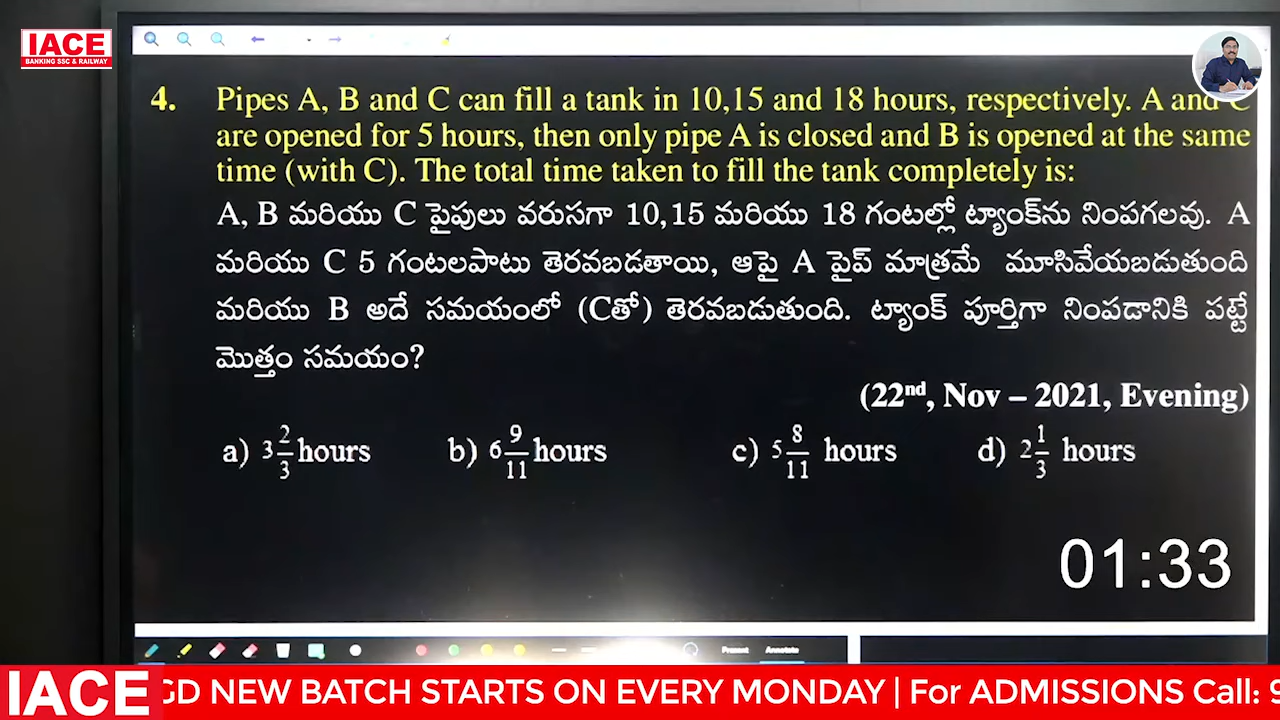 IACE
BANKING SSC & RAILWAY
4. Pipes A, B and C can fill a tank in 10,15 and 18 hours, respectively. A and C
are opened for 5 hours, then only pipe A is closed and B is opened at the same
time (with C). The total time taken to fill the tank completely is:
A, B మరియు C పైపులు వరుసగా 10,15 మరియు 18 గంటల్లో ట్యాంక్‌ను నింపగలవు. A
మరియు C 5 గంటలపాటు తెరవబడతాయి, ఆపై A పైప్ మాత్రమే మూసివేయబడుతుంది
మరియు B అదే సమయంలో (Cతో) తెరవబడుతుంది. ట్యాంక్ పూర్తిగా నింపడానికి పట్టే
మొత్తం సమయం?
(22nd, Nov – 2021, Evening)
a) 3 2/3 hours b) 6 9/11 hours c) 5 8/11 hours d) 2 1/3 hours
01:33
Present Annotate
IACE GD NEW BATCH STARTS ON EVERY MONDAY | For ADMISSIONS Call: 9